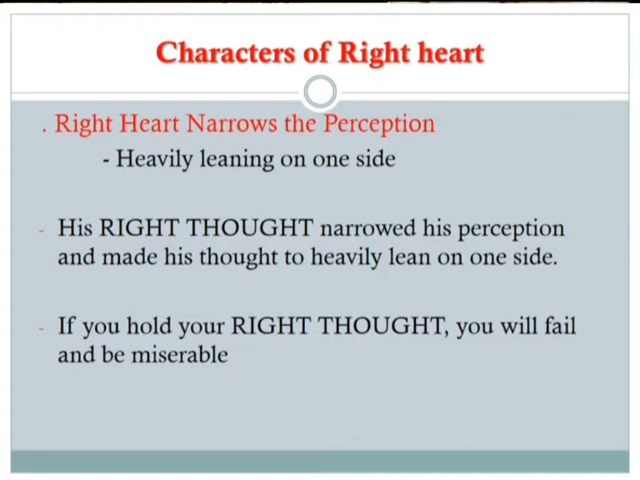 Characters of Right heart
. Right Heart Narrows the Perception
- Heavily leaning on one side
- His RIGHT THOUGHT narrowed his perception
and made his thought to heavily lean on one side.
- If you hold your RIGHT THOUGHT, you will fail
and be miserable